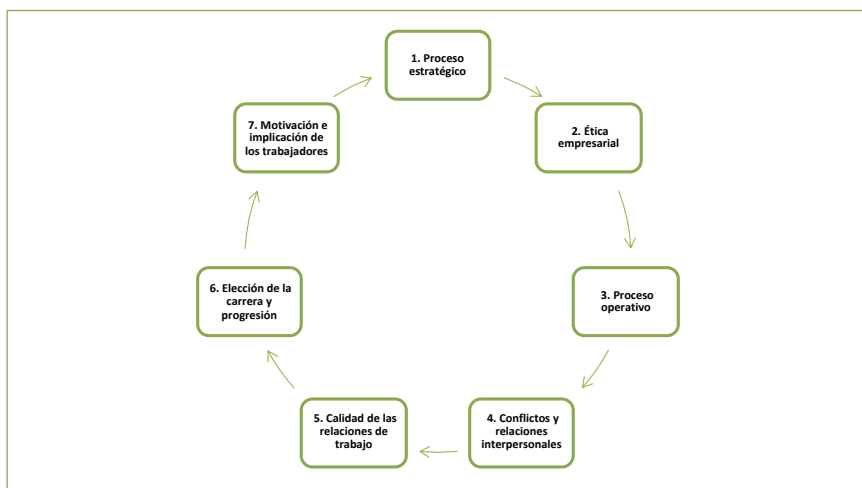 1. Proceso
estratégico
2. Ética
empresarial
3. Proceso
operativo
4. Conflictos y
relaciones
interpersonales
5. Calidad de las
relaciones de
trabajo
6. Elección de la
carrera y
progresión
7. Motivación e
implicación de
los trabajadores